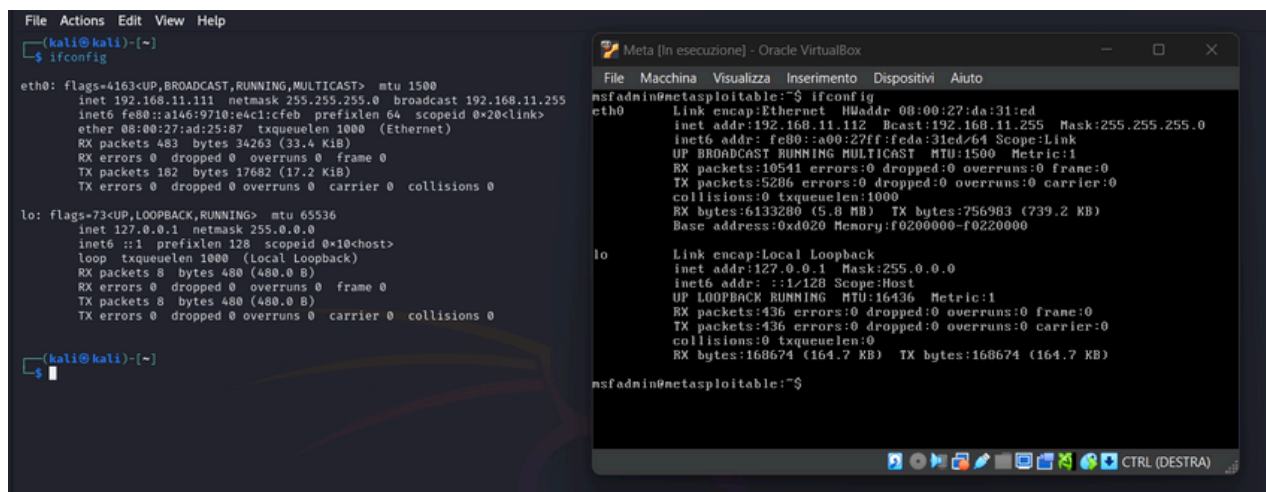 File Actions Edit View Help
┌──(kali㉿kali)-[~]
└─$ ifconfig
eth0: flags=4163<UP,BROADCAST,RUNNING,MULTICAST> mtu 1500
inet 192.168.11.111 netmask 255.255.255.0 broadcast 192.168.11.255
inet6 fe80::a146:9710:e4c1:cfeb prefixlen 64 scopeid 0×20<link>
ether 08:00:27:ad:25:87 txqueuelen 1000 (Ethernet)
RX packets 483 bytes 34263 (33.4 KiB)
RX errors 0 dropped 0 overruns 0 frame 0
TX packets 182 bytes 17682 (17.2 KiB)
TX errors 0 dropped 0 overruns 0 carrier 0 collisions 0
lo: flags=73<UP,LOOPBACK,RUNNING> mtu 65536
inet 127.0.0.1 netmask 255.0.0.0
inet6 ::1 prefixlen 128 scopeid 0×10<host>
loop txqueuelen 1000 (Local Loopback)
RX packets 8 bytes 480 (480.0 B)
RX errors 0 dropped 0 overruns 0 frame 0
TX packets 8 bytes 480 (480.0 B)
TX errors 0 dropped 0 overruns 0 carrier 0 collisions 0
┌──(kali㉿kali)-[~]
└─$
Meta [In esecuzione] - Oracle VirtualBox
File Macchina Visualizza Inserimento Dispositivi Aiuto
msfadmin@metasploitable:~$ ifconfig
eth0 Link encap:Ethernet HWaddr 08:00:27:da:31:ed
inet addr:192.168.11.112 Bcast:192.168.11.255 Mask:255.255.255.0
inet6 addr: fe80::a00:27ff:feda:31ed/64 Scope:Link
UP BROADCAST RUNNING MULTICAST MTU:1500 Metric:1
RX packets:10541 errors:0 dropped:0 overruns:0 frame:0
TX packets:5286 errors:0 dropped:0 overruns:0 carrier:0
collisions:0 txqueuelen:1000
RX bytes:6133280 (5.8 MB) TX bytes:756983 (739.2 KB)
Base address:0xd020 Memory:f0200000-f0220000
lo Link encap:Local Loopback
inet addr:127.0.0.1 Mask:255.0.0.0
inet6 addr: ::1/128 Scope:Host
UP LOOPBACK RUNNING MTU:16436 Metric:1
RX packets:436 errors:0 dropped:0 overruns:0 frame:0
TX packets:436 errors:0 dropped:0 overruns:0 carrier:0
collisions:0 txqueuelen:0
RX bytes:168674 (164.7 KB) TX bytes:168674 (164.7 KB)
msfadmin@metasploitable:~$
CTRL (DESTRA)